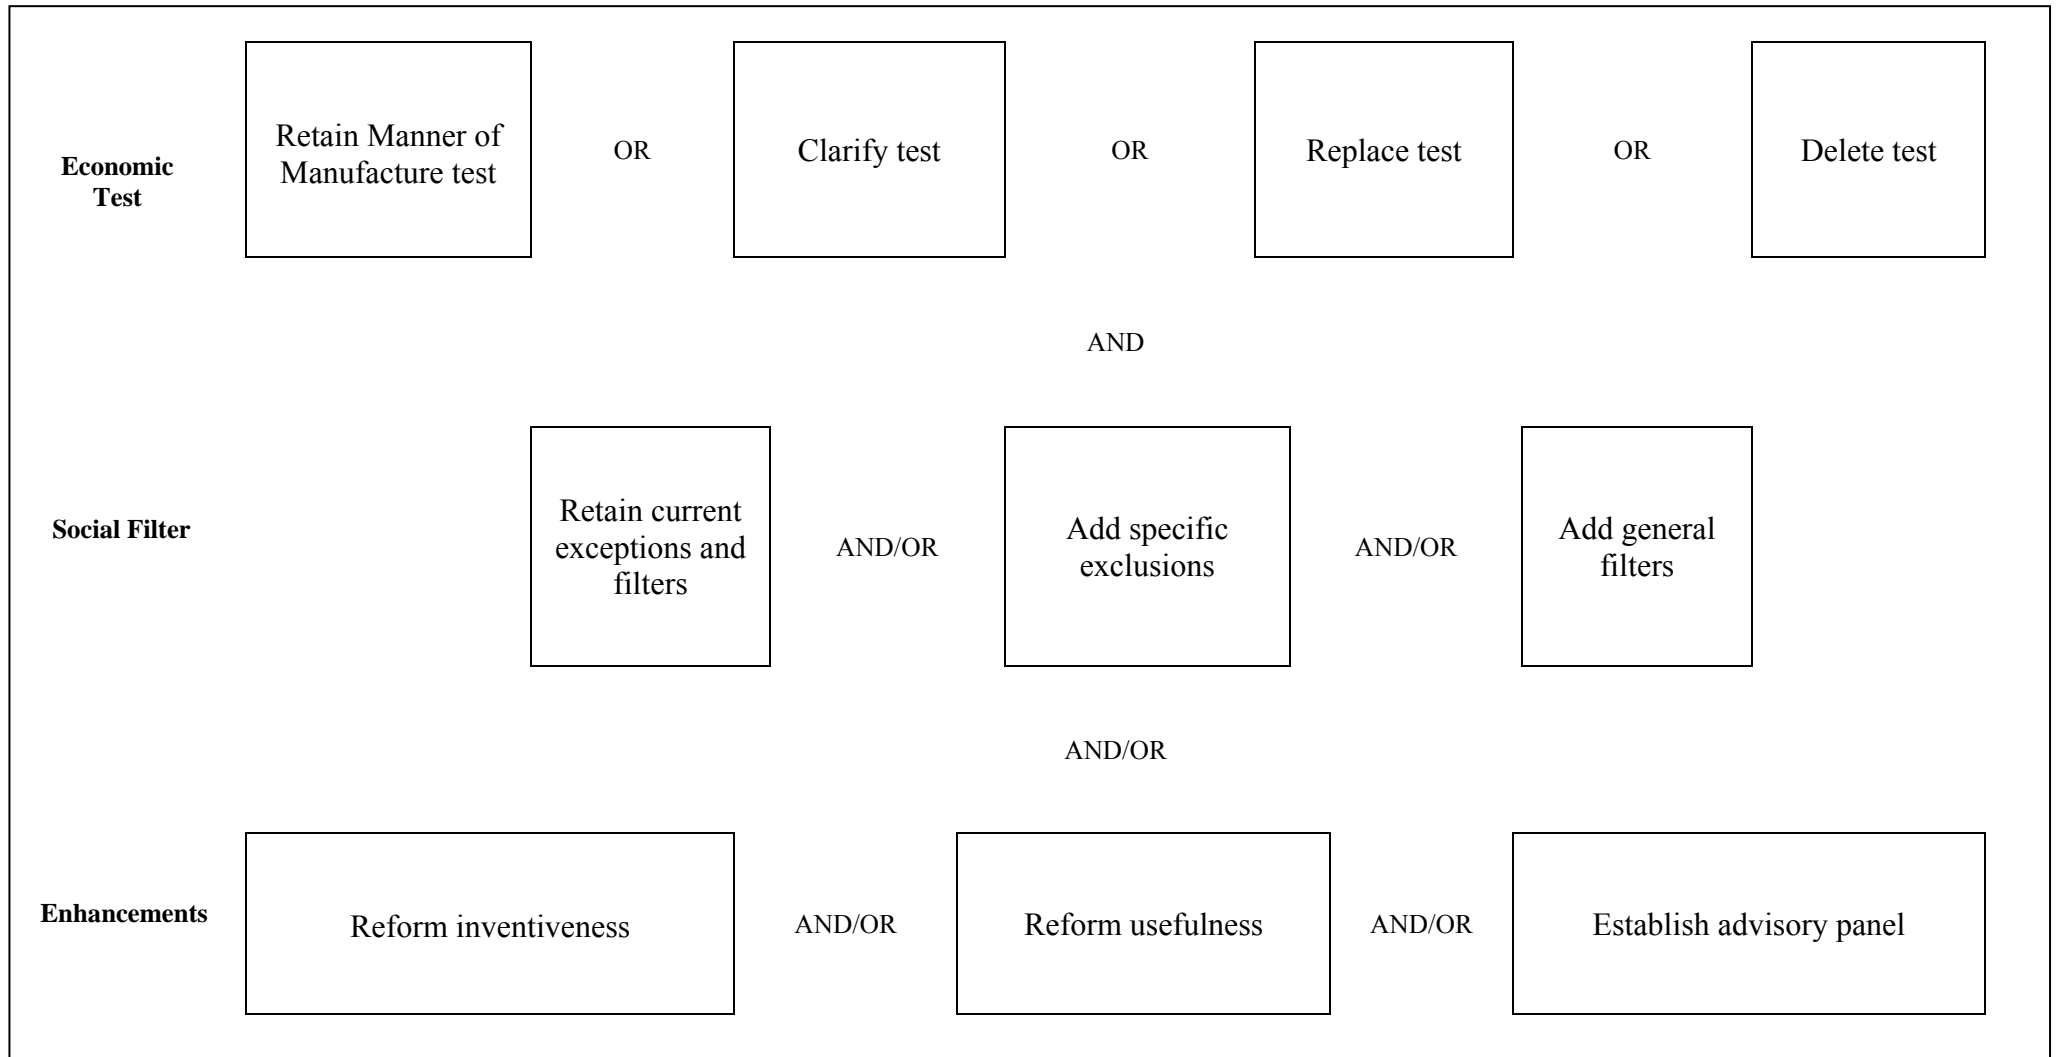 Economic
Test
Retain Manner of
Manufacture test
OR
Clarify test
OR
Replace test
OR
Delete test
AND
Social Filter
Retain current
exceptions and
filters
AND/OR
Add specific
exclusions
AND/OR
Add general
filters
AND/OR
Enhancements
Reform inventiveness
AND/OR
Reform usefulness
AND/OR
Establish advisory panel